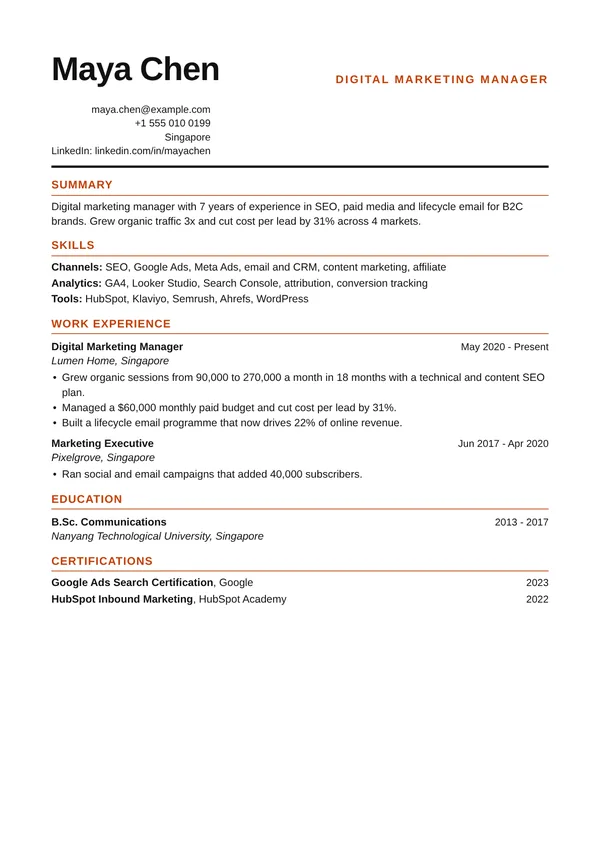 Maya Chen
DIGITAL MARKETING MANAGER
maya.chen@example.com
+1 555 010 0199
Singapore
LinkedIn: linkedin.com/in/mayachen
SUMMARY
Digital marketing manager with 7 years of experience in SEO, paid media and lifecycle email for B2C
brands. Grew organic traffic 3x and cut cost per lead by 31% across 4 markets.
SKILLS
Channels: SEO, Google Ads, Meta Ads, email and CRM, content marketing, affiliate
Analytics: GA4, Looker Studio, Search Console, attribution, conversion tracking
Tools: HubSpot, Klaviyo, Semrush, Ahrefs, WordPress
WORK EXPERIENCE
Digital Marketing Manager May 2020 - Present
Lumen Home, Singapore
• Grew organic sessions from 90,000 to 270,000 a month in 18 months with a technical and content SEO
plan.
• Managed a $60,000 monthly paid budget and cut cost per lead by 31%.
• Built a lifecycle email programme that now drives 22% of online revenue.
Marketing Executive Jun 2017 - Apr 2020
Pixelgrove, Singapore
• Ran social and email campaigns that added 40,000 subscribers.
EDUCATION
B.Sc. Communications 2013 - 2017
Nanyang Technological University, Singapore
CERTIFICATIONS
Google Ads Search Certification, Google 2023
HubSpot Inbound Marketing, HubSpot Academy 2022